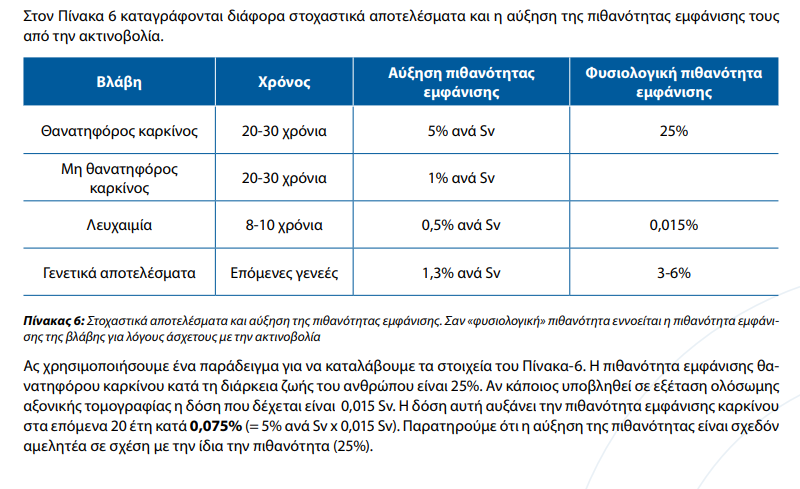 Στον Πίνακα 6 καταγράφονται διάφορα στοχαστικά αποτελέσματα και η αύξηση της πιθανότητας εμφάνισης τους
από την ακτινοβολία.
Βλάβη Χρόνος Αύξηση πιθανότητας εμφάνισης Φυσιολογική πιθανότητα εμφάνισης
Θανατηφόρος καρκίνος 20-30 χρόνια 5% ανά Sv 25%
Μη θανατηφόρος καρκίνος 20-30 χρόνια 1% ανά Sv
Λευχαιμία 8-10 χρόνια 0,5% ανά Sv 0,015%
Γενετικά αποτελέσματα Επόμενες γενεές 1,3% ανά Sv 3-6%
Πίνακας 6: Στοχαστικά αποτελέσματα και αύξηση της πιθανότητας εμφάνισης. Σαν «φυσιολογική» πιθανότητα εννοείται η πιθανότητα εμφάνι-
σης της βλάβης για λόγους άσχετους με την ακτινοβολία
Ας χρησιμοποιήσουμε ένα παράδειγμα για να καταλάβουμε τα στοιχεία του Πίνακα-6. Η πιθανότητα εμφάνισης θα-
νατηφόρου καρκίνου κατά τη διάρκεια ζωής του ανθρώπου είναι 25%. Αν κάποιος υποβληθεί σε εξέταση ολόσωμης
αξονικής τομογραφίας η δόση που δέχεται είναι 0,015 Sv. Η δόση αυτή αυξάνει την πιθανότητα εμφάνισης καρκίνου
στα επόμενα 20 έτη κατά 0,075% (= 5% ανά Sv x 0,015 Sv). Παρατηρούμε ότι η αύξηση της πιθανότητας είναι σχεδόν
αμελητέα σε σχέση με την ίδια την πιθανότητα (25%).